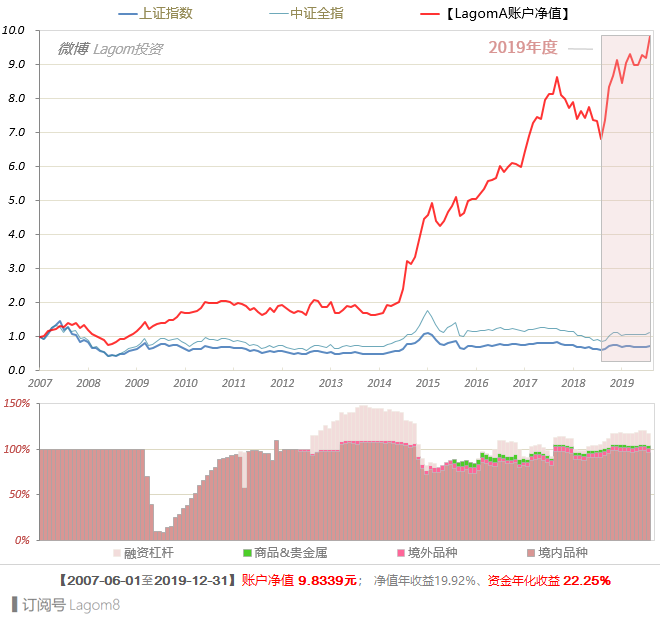 上证指数 中证全指 【LagomA账户净值】
10.0
微博 Lagom投资 2019年度
9.0
8.0
7.0
6.0
5.0
4.0
3.0
2.0
1.0
0.0
2007 2008 2009 2010 2011 2012 2013 2014 2015 2016 2017 2018 2019
150%
100%
50%
0%
融资杠杆 商品&贵金属 境外品种 境内品种
【2007-06-01至2019-12-31】账户净值 9.8339元； 净值年收益19.92%、资金年化收益 22.25%
订阅号 Lagom8